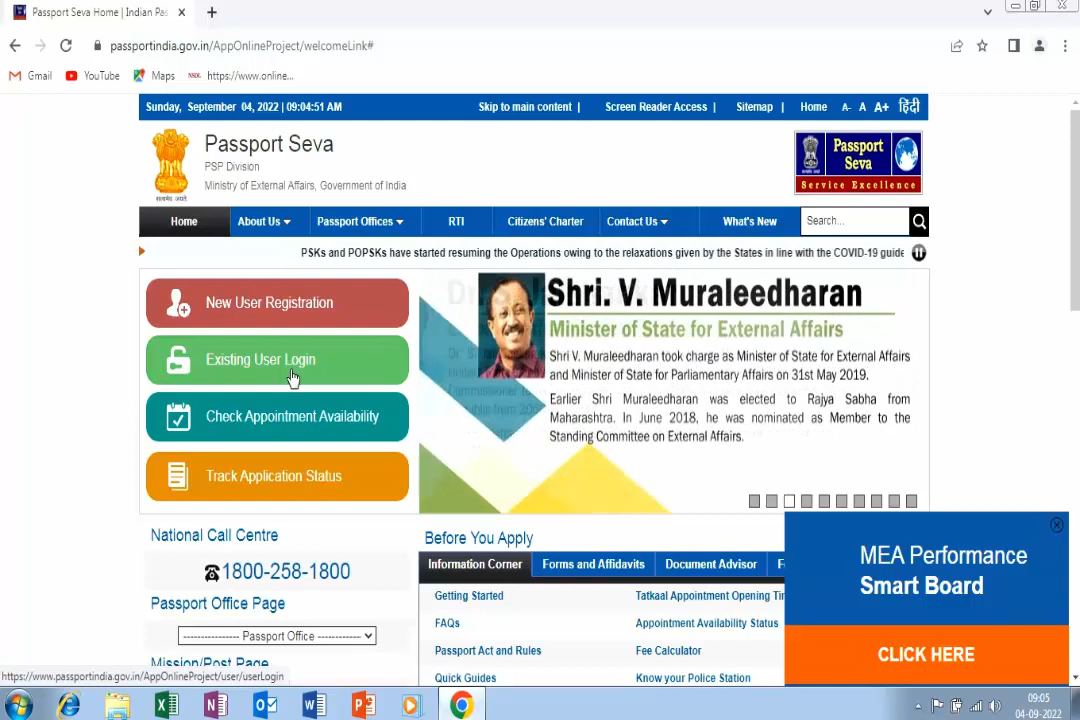 Passport Seva Home | Indian Pas
passportindia.gov.in/AppOnlineProject/welcomeLink#
Gmail
YouTube
Maps
NSDL https://www.online...
Sunday, September 04, 2022 | 09:04:51 AM
Skip to main content |
Screen Reader Access |
Sitemap |
Home
A- A A+ हिंदी
Passport Seva
PSP Division
Ministry of External Affairs, Government of India
सत्यमेव जयते
Passport
Seva
Service Excellence
Home
About Us
Passport Offices
RTI
Citizens' Charter
Contact Us
What's New
Search...
PSKs and POPSKs have started resuming the Operations owing to the relaxations given by the States in line with the COVID-19 guide
New User Registration
Existing User Login
Check Appointment Availability
Track Application Status
Shri. V. Muraleedharan
Minister of State for External Affairs
Shri V. Muraleedharan took charge as Minister of State for External Affairs
and Minister of State for Parliamentary Affairs on 31st May 2019.
Earlier Shri Muraleedharan was elected to Rajya Sabha from
Maharashtra. In June 2018, he was nominated as Member to the
Standing Committee on External Affairs.
National Call Centre
1800-258-1800
Passport Office Page
---------------- Passport Office ------------
Mission/Post Page
Before You Apply
Information Corner
Forms and Affidavits
Document Advisor
Getting Started
Tatkaal Appointment Opening Tim
FAQs
Appointment Availability Status
Passport Act and Rules
Fee Calculator
Quick Guides
Know your Police Station
MEA Performance
Smart Board
CLICK HERE
https://www.passportindia.gov.in/AppOnlineProject/user/userLogin
09:05
04-09-2022